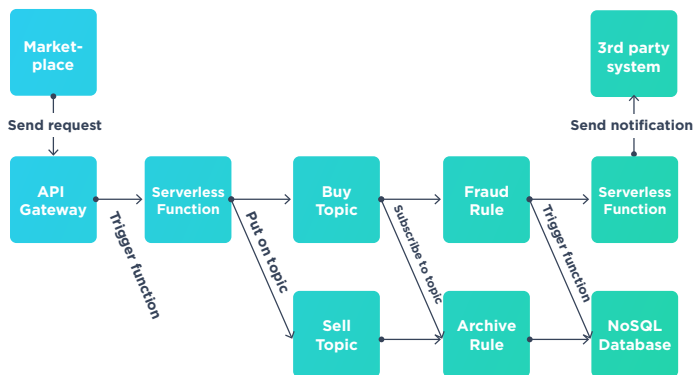 Market-
place
3rd party
system
Send request
Send notification
API
Gateway
Serverless
Function
Buy
Topic
Fraud
Rule
Serverless
Function
Trigger function
Put on topic
Subscribe to topic
Trigger function
Sell
Topic
Archive
Rule
NoSQL
Database